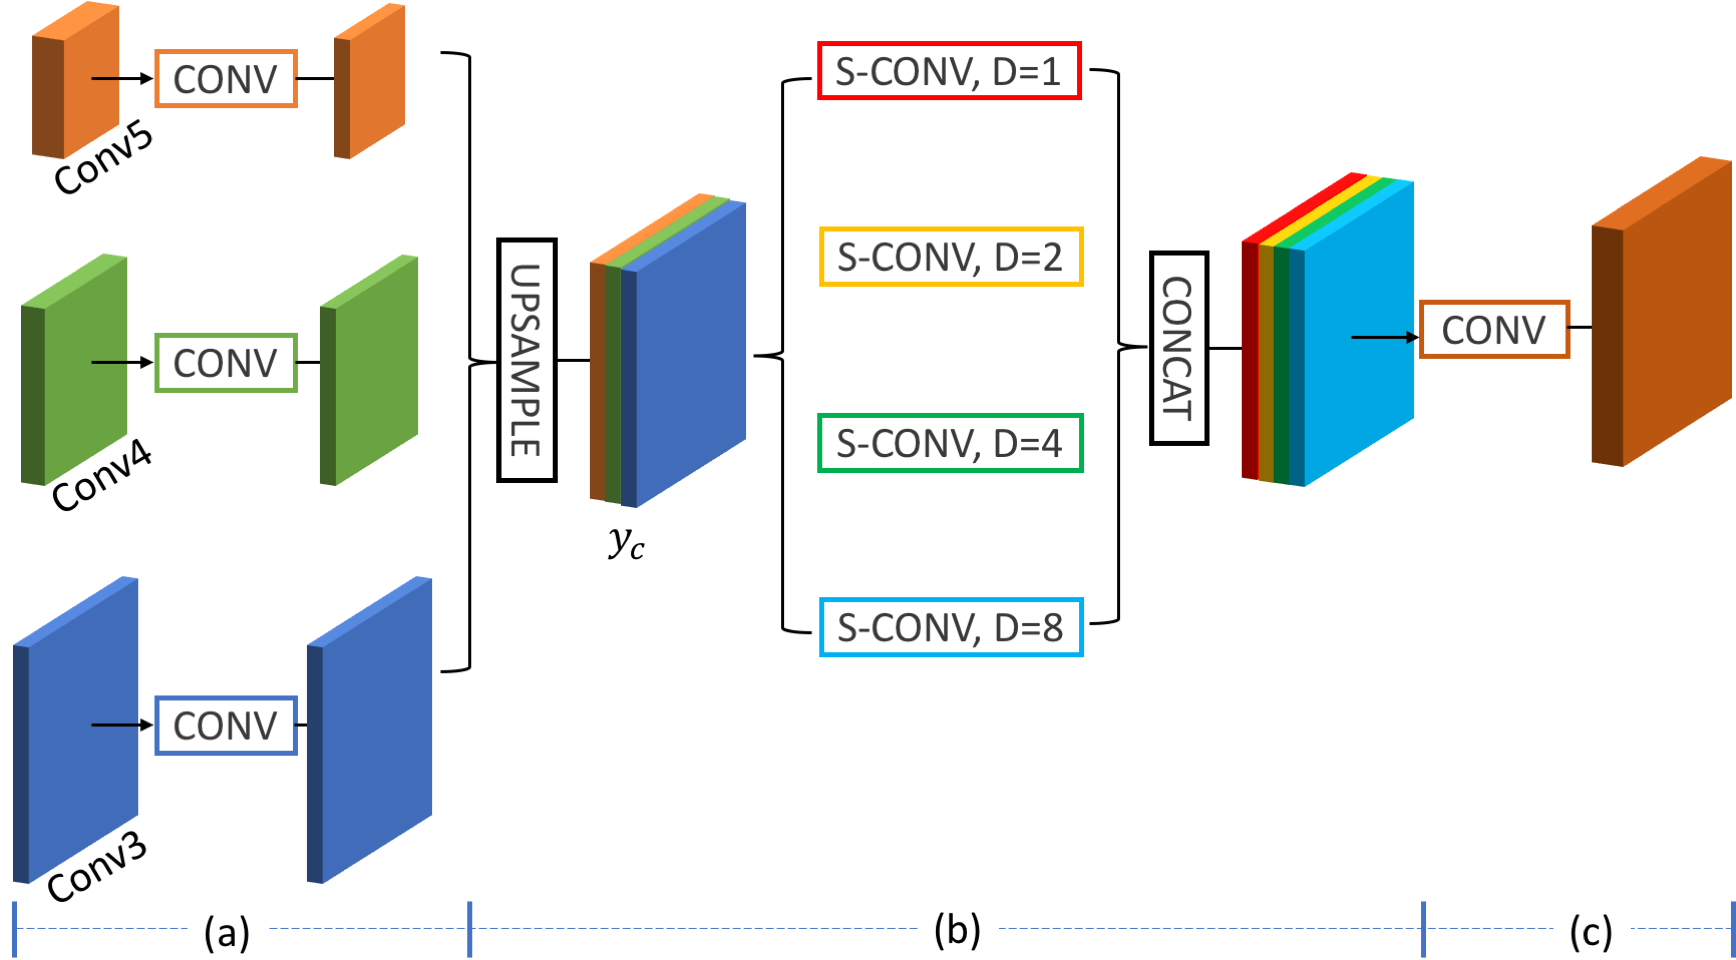 CONV
Conv5
CONV
Conv4
CONV
Conv3
UPSAMPLE
y_c
S-CONV, D=1
S-CONV, D=2
S-CONV, D=4
S-CONV, D=8
CONCAT
CONV
(a)
(b)
(c)